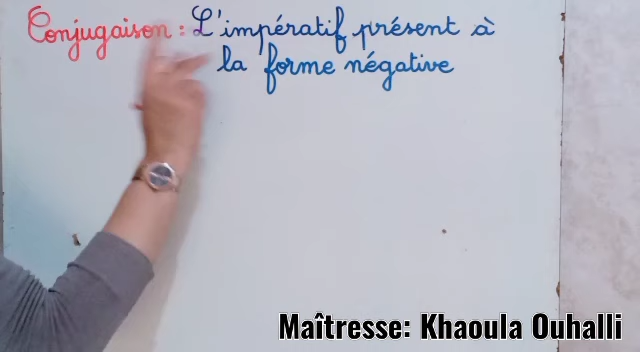 Conjugaison : L'impératif présent à
la forme négative
Maîtresse: Khaoula Ouhalli